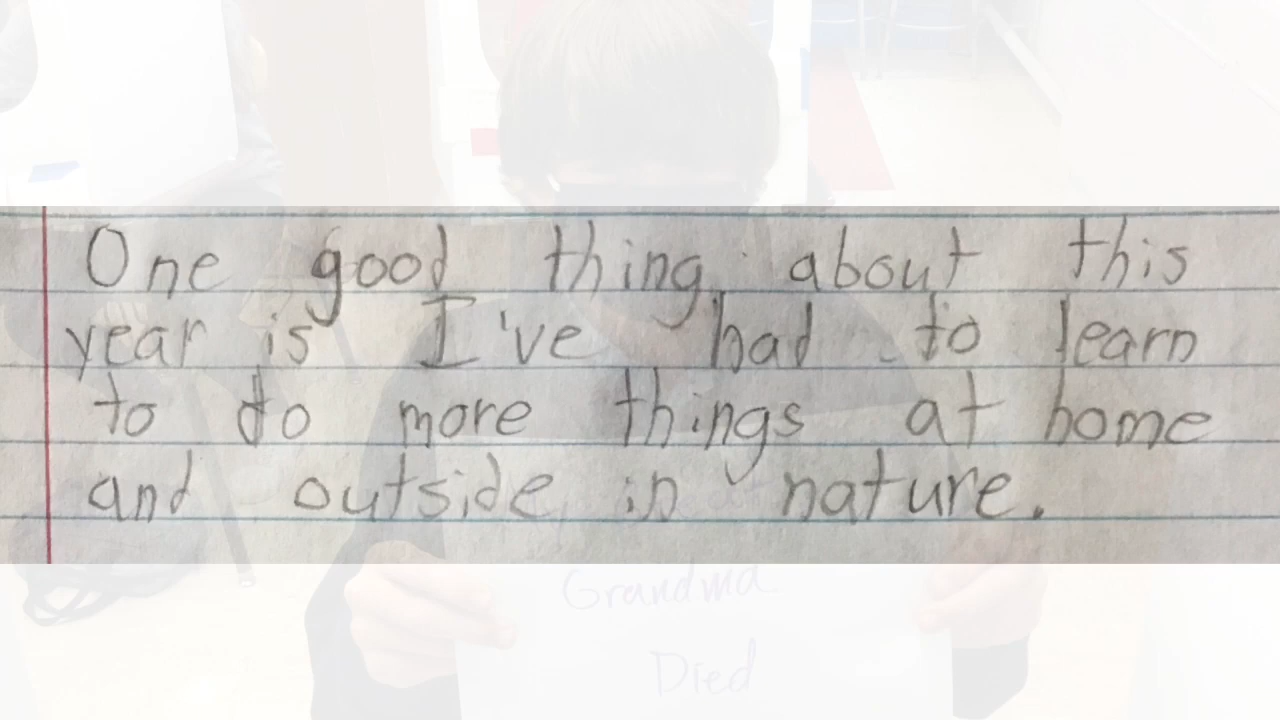 One good thing about this
year is I've had to learn
to do more things at home
and outside in nature.
Grandma
Died